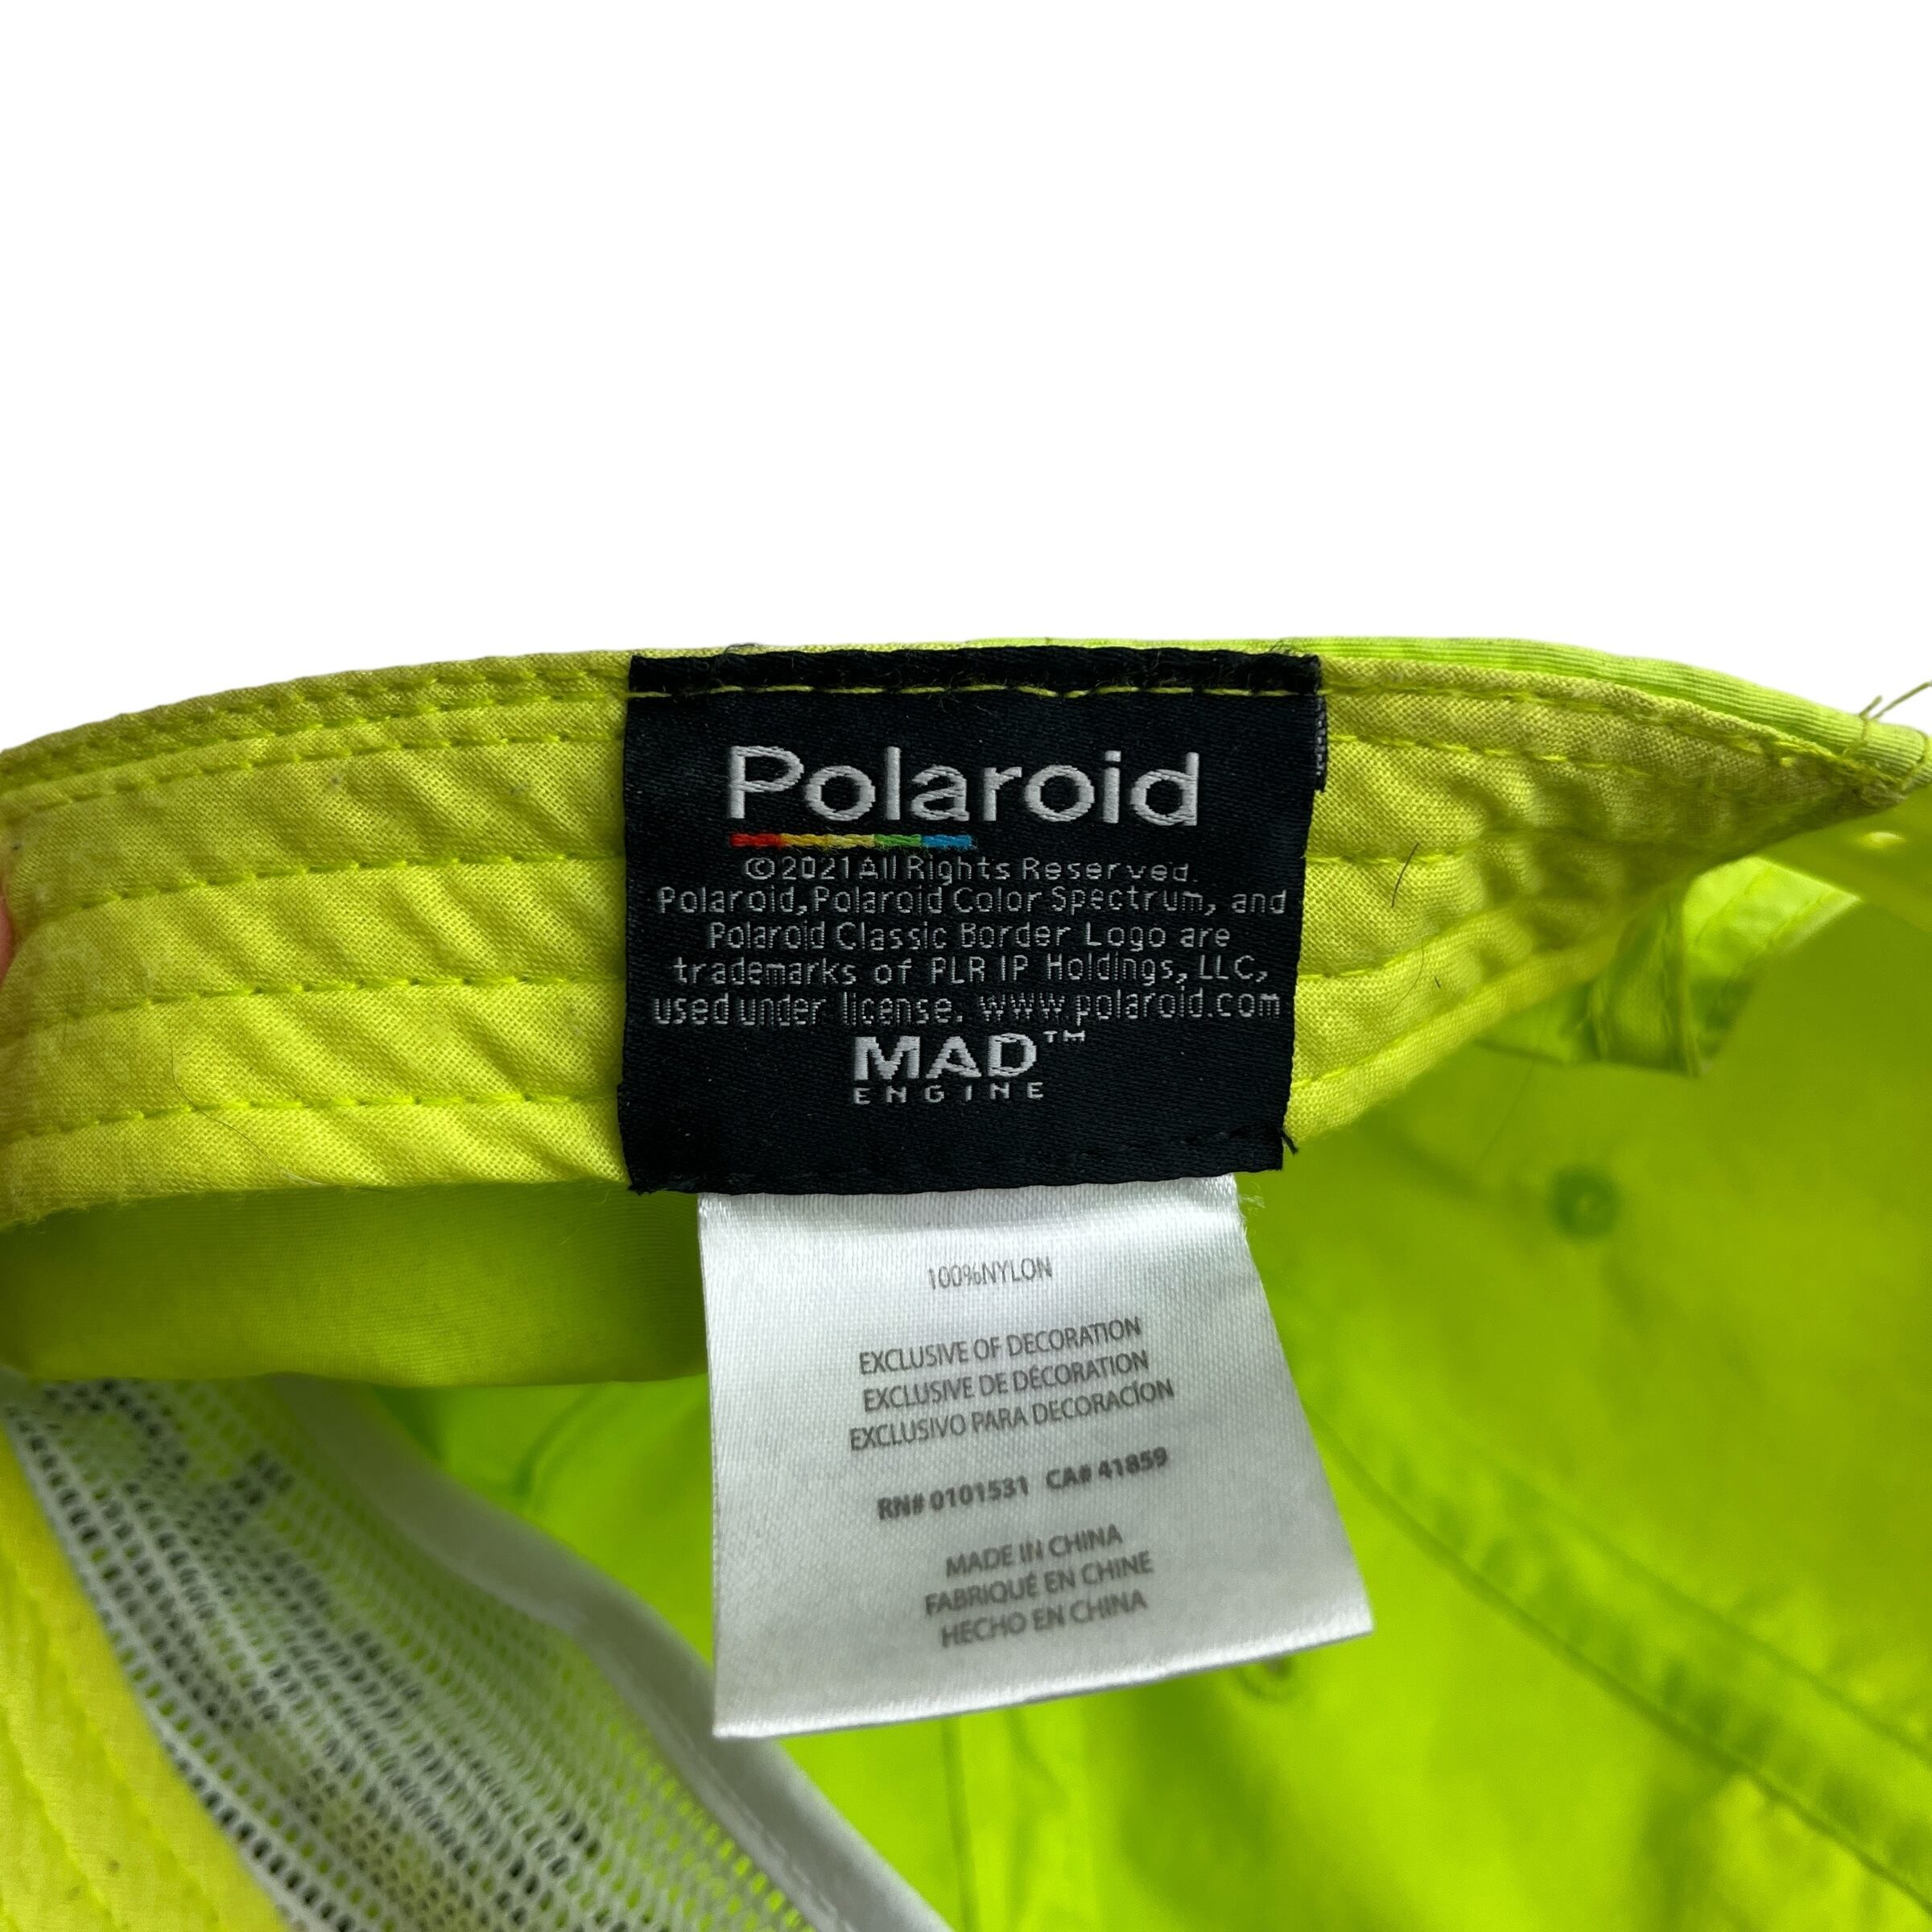 Polaroid
©2021 All Rights Reserved.
Polaroid, Polaroid Color Spectrum, and
Polaroid Classic Border Logo are
trademarks of PLR IP Holdings, LLC,
used under license. www.polaroid.com
MAD™
ENGINE
100%NYLON
EXCLUSIVE OF DECORATION
EXCLUSIVE DE DÉCORATION
EXCLUSIVO PARA DECORACÍON
RN# 0101531 CA# 41859
MADE IN CHINA
FABRIQUÉ EN CHINE
HECHO EN CHINA